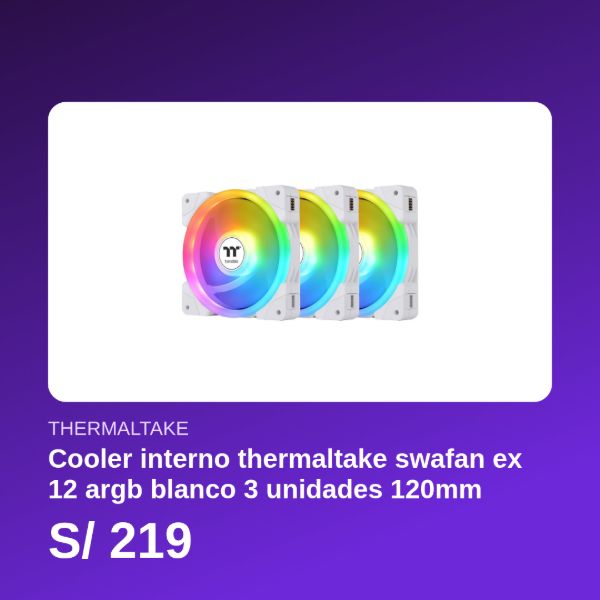 THERMALTAKE
Cooler interno thermaltake swafan ex
12 argb blanco 3 unidades 120mm
S/ 219